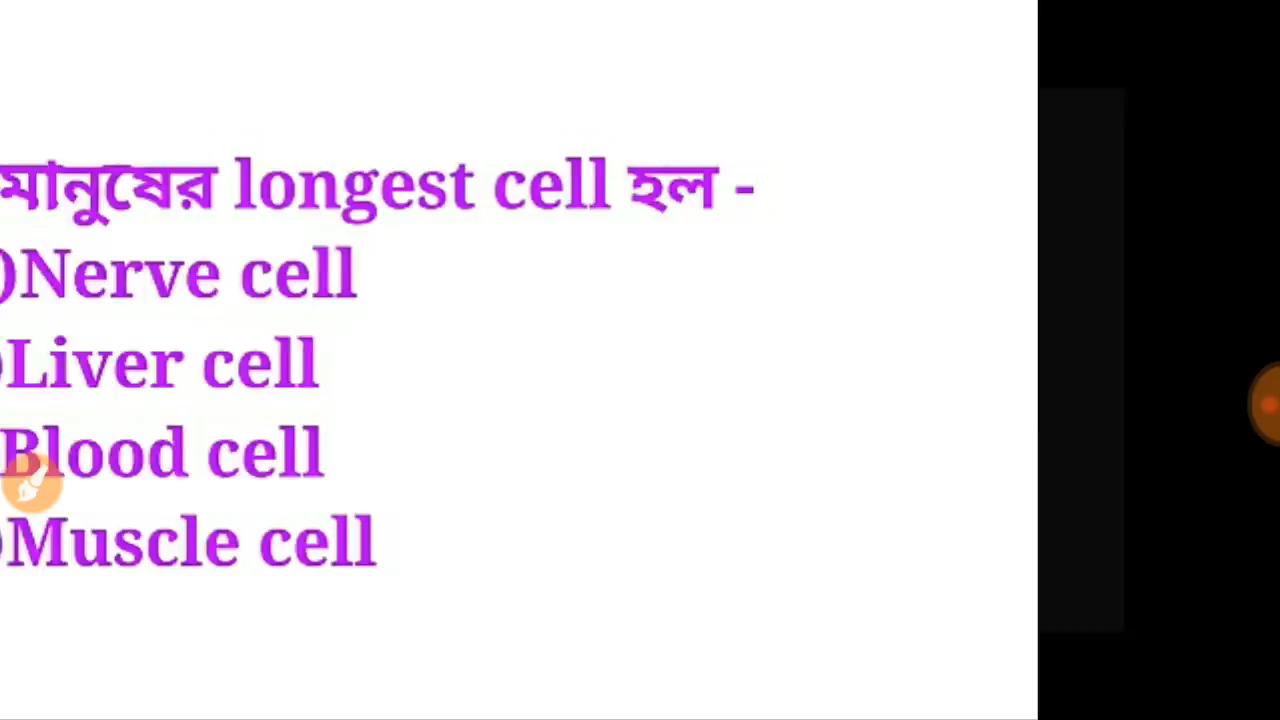 মানুষের longest cell হল -
)Nerve cell
)Liver cell
Blood cell
)Muscle cell